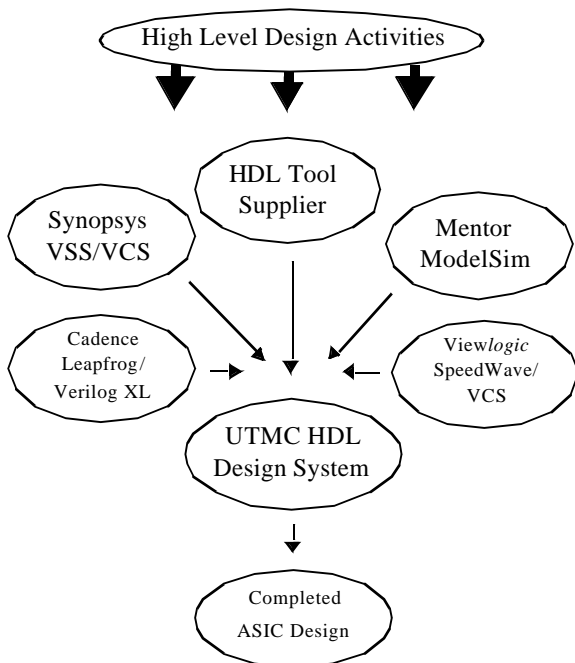 High Level Design Activities
HDL Tool
Supplier
Synopsys
VSS/VCS
Mentor
ModelSim
Cadence
Leapfrog/
Verilog XL
Viewlogic
SpeedWave/
VCS
UTMC HDL
Design System
Completed
ASIC Design